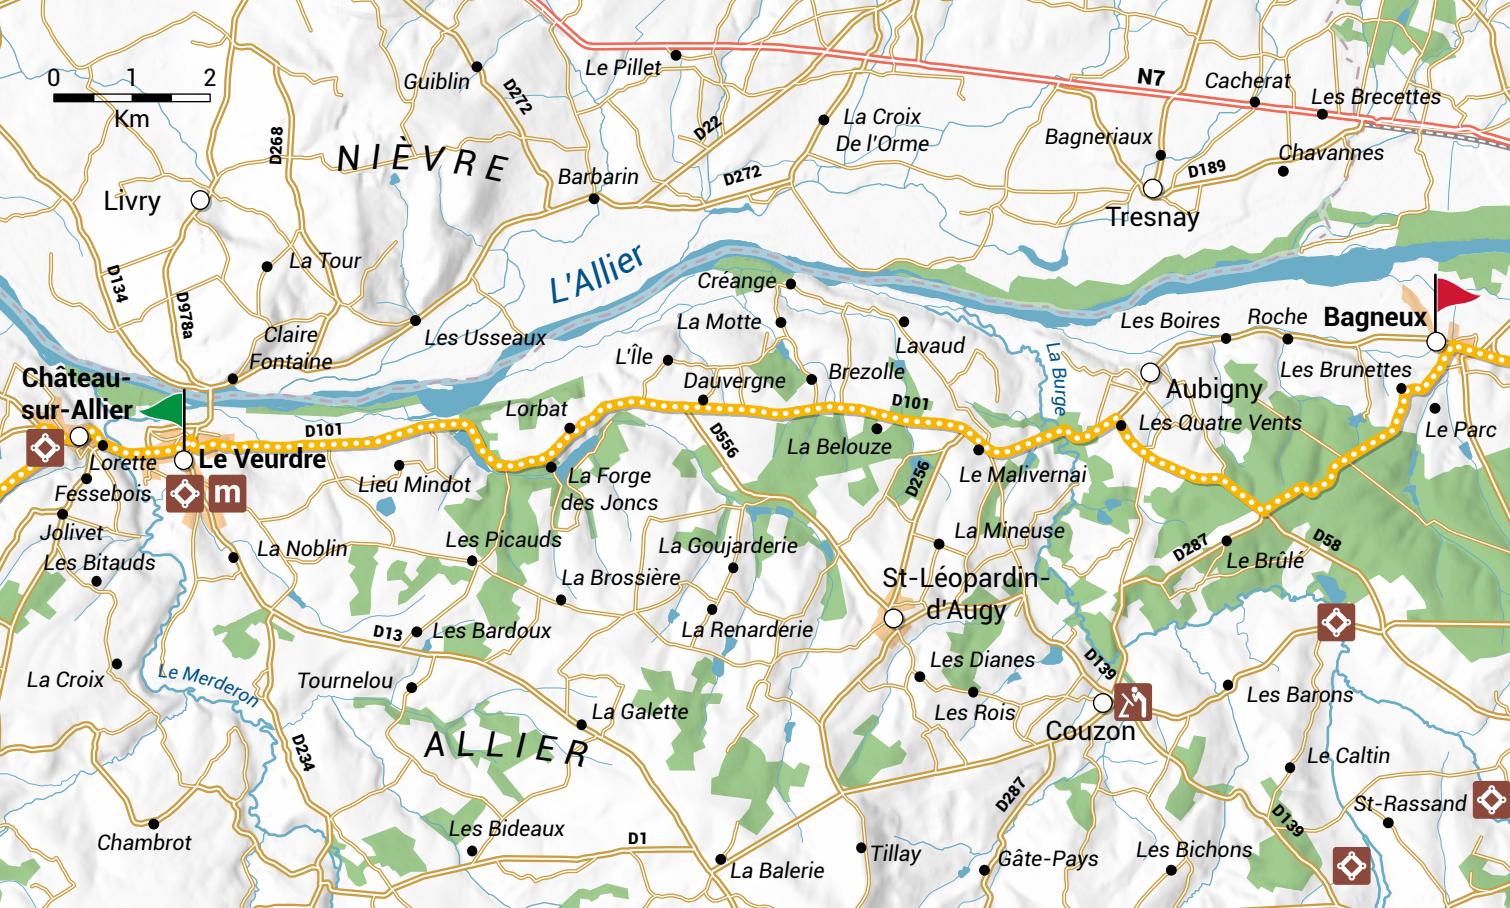 Le Pillet
Guiblin
D272
N7
Cacherat
Les Brecettes
0 1 2
Km
D268
D22
La Croix
De l'Orme
Bagneriaux
NIÈVRE
Barbarin
D272
D189
Chavannes
Livry
Tresnay
La Tour
D134
D978a
L'Allier
Créange
Claire
Fontaine
Les Usseaux
La Motte
Lavaud
L'Île
Dauvergne
Brezolle
La Burge
Les Boires
Roche
Bagneux
Les Brunettes
Aubigny
Château-
sur-Allier
Lorbat
D101
D101
D556
La Belouze
Les Quatre Vents
Le Parc
Lorette
Le Veurdre
m
Fessebois
Lieu Mindot
La Forge
des Joncs
D256
Le Malivernai
Jolivet
Les Bitauds
La Noblin
Les Picauds
La Goujarderie
La Mineuse
D287
Le Brûlé
D58
La Brossière
St-Léopardin-
d'Augy
D13
Les Bardoux
La Renarderie
La Croix
Le Merderon
Tournelou
Les Dianes
D139
Les Barons
La Galette
Les Rois
Couzon
ALLIER
D234
Le Caltin
D287
St-Rassand
D139
Chambrot
Les Bideaux
D1
La Balerie
Tillay
Gâte-Pays
Les Bichons